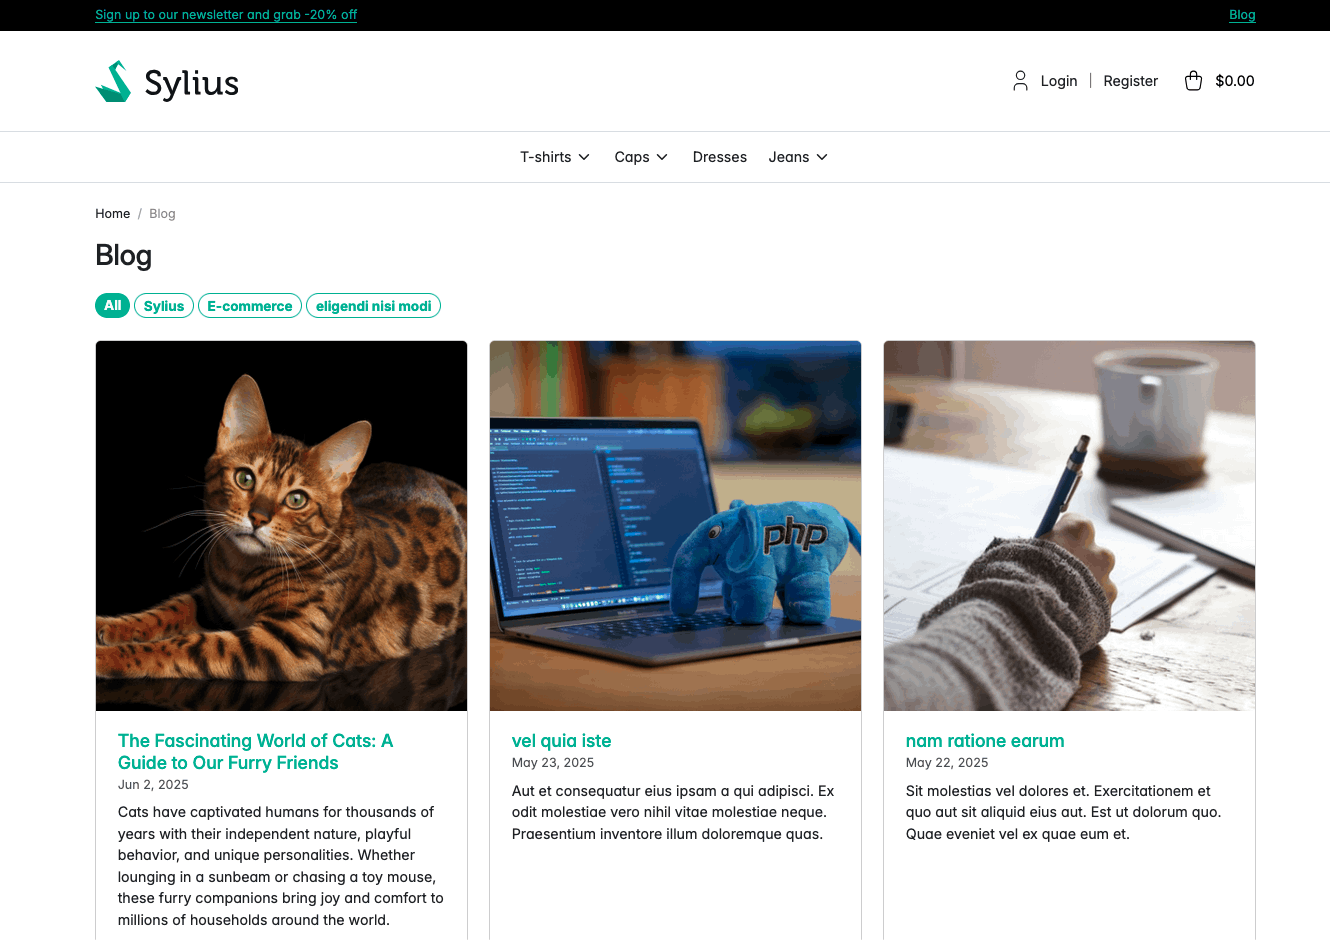 Sign up to our newsletter and grab -20% off
Blog
Sylius
Login
Register
$0.00
T-shirts
Caps
Dresses
Jeans
Home / Blog
Blog
All
Sylius
E-commerce
eligendi nisi modi
php
The Fascinating World of Cats: A
Guide to Our Furry Friends
Jun 2, 2025
Cats have captivated humans for thousands of
years with their independent nature, playful
behavior, and unique personalities. Whether
lounging in a sunbeam or chasing a toy mouse,
these furry companions bring joy and comfort to
millions of households around the world.
vel quia iste
May 23, 2025
Aut et consequatur eius ipsam a qui adipisci. Ex
odit molestiae vero nihil vitae molestiae neque.
Praesentium inventore illum doloremque quas.
nam ratione earum
May 22, 2025
Sit molestias vel dolores et. Exercitationem et
quo aut sit aliquid eius aut. Est ut dolorum quo.
Quae eveniet vel ex quae eum et.